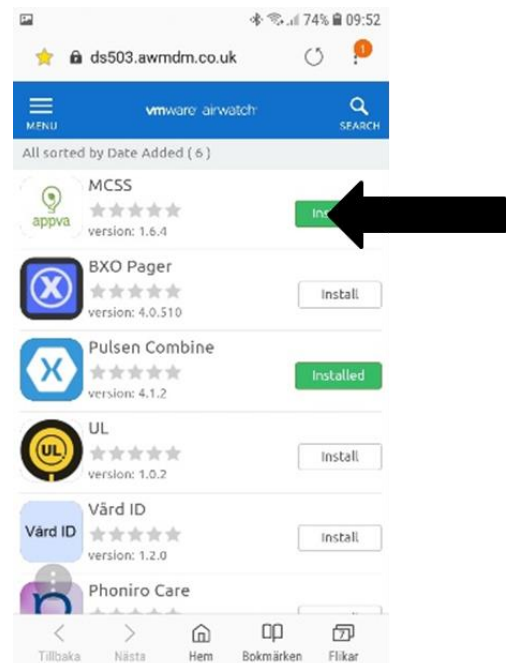 74% 09:52
ds503.awmdm.co.uk
1
MENU
vmware airwatch
SEARCH
All sorted by Date Added ( 6 )
MCSS
appva
version: 1.6.4
BXO Pager
version: 4.0.510
Install
Pulsen Combine
version: 4.1.2
Installed
UL
UL
version: 1.0.2
Install
Vård ID
Vård ID
version: 1.2.0
Install
Phoniro Care
7
Tillbaka Nästa Hem Bokmärken Flikar